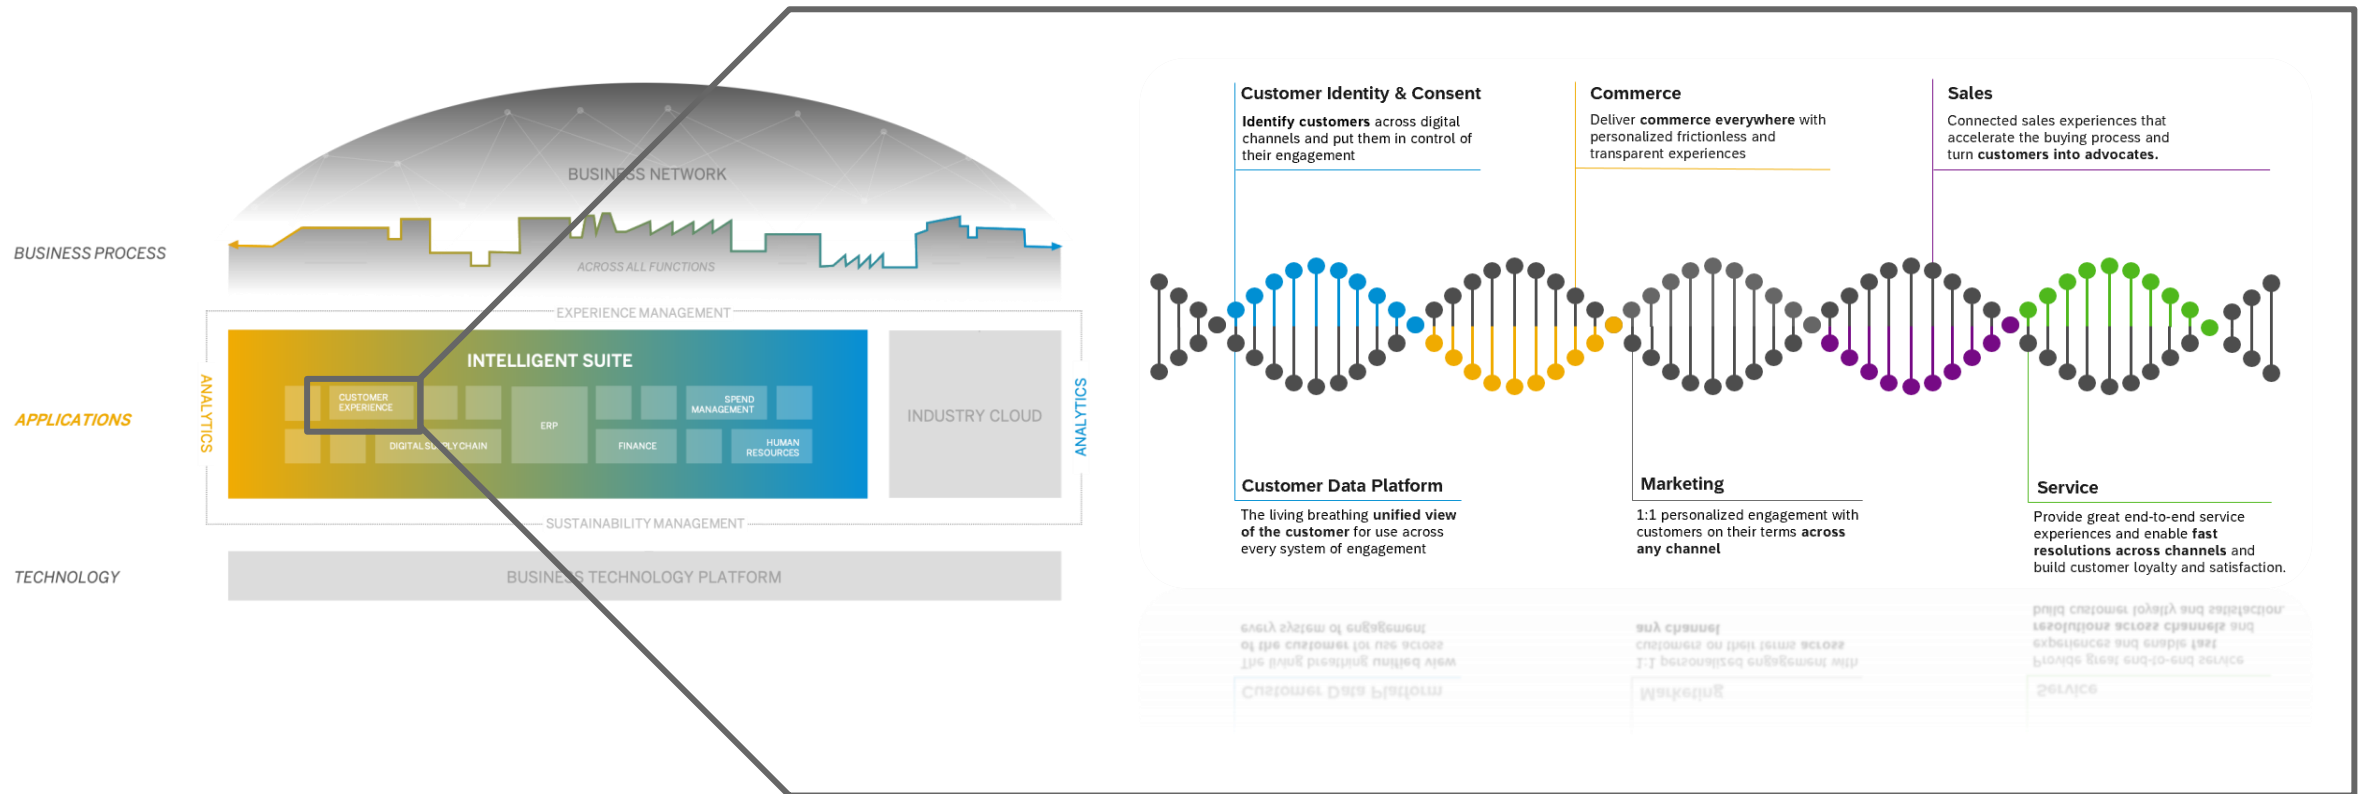 BUSINESS NETWORK
BUSINESS PROCESS
ACROSS ALL FUNCTIONS
EXPERIENCE MANAGEMENT
INTELLIGENT SUITE
ANALYTICS
APPLICATIONS
CUSTOMER
EXPERIENCE
SPEND
MANAGEMENT
ERP
DIGITAL SUPPLY CHAIN
FINANCE
HUMAN
RESOURCES
INDUSTRY CLOUD
ANALYTICS
SUSTAINABILITY MANAGEMENT
TECHNOLOGY
BUSINESS TECHNOLOGY PLATFORM
Customer Identity & Consent
Identify customers across digital
channels and put them in control of
their engagement
Commerce
Deliver commerce everywhere with
personalized frictionless and
transparent experiences
Sales
Connected sales experiences that
accelerate the buying process and
turn customers into advocates.
Customer Data Platform
The living breathing unified view
of the customer for use across
every system of engagement
Marketing
1:1 personalized engagement with
customers on their terms across
any channel
Service
Provide great end-to-end service
experiences and enable fast
resolutions across channels and
build customer loyalty and satisfaction.